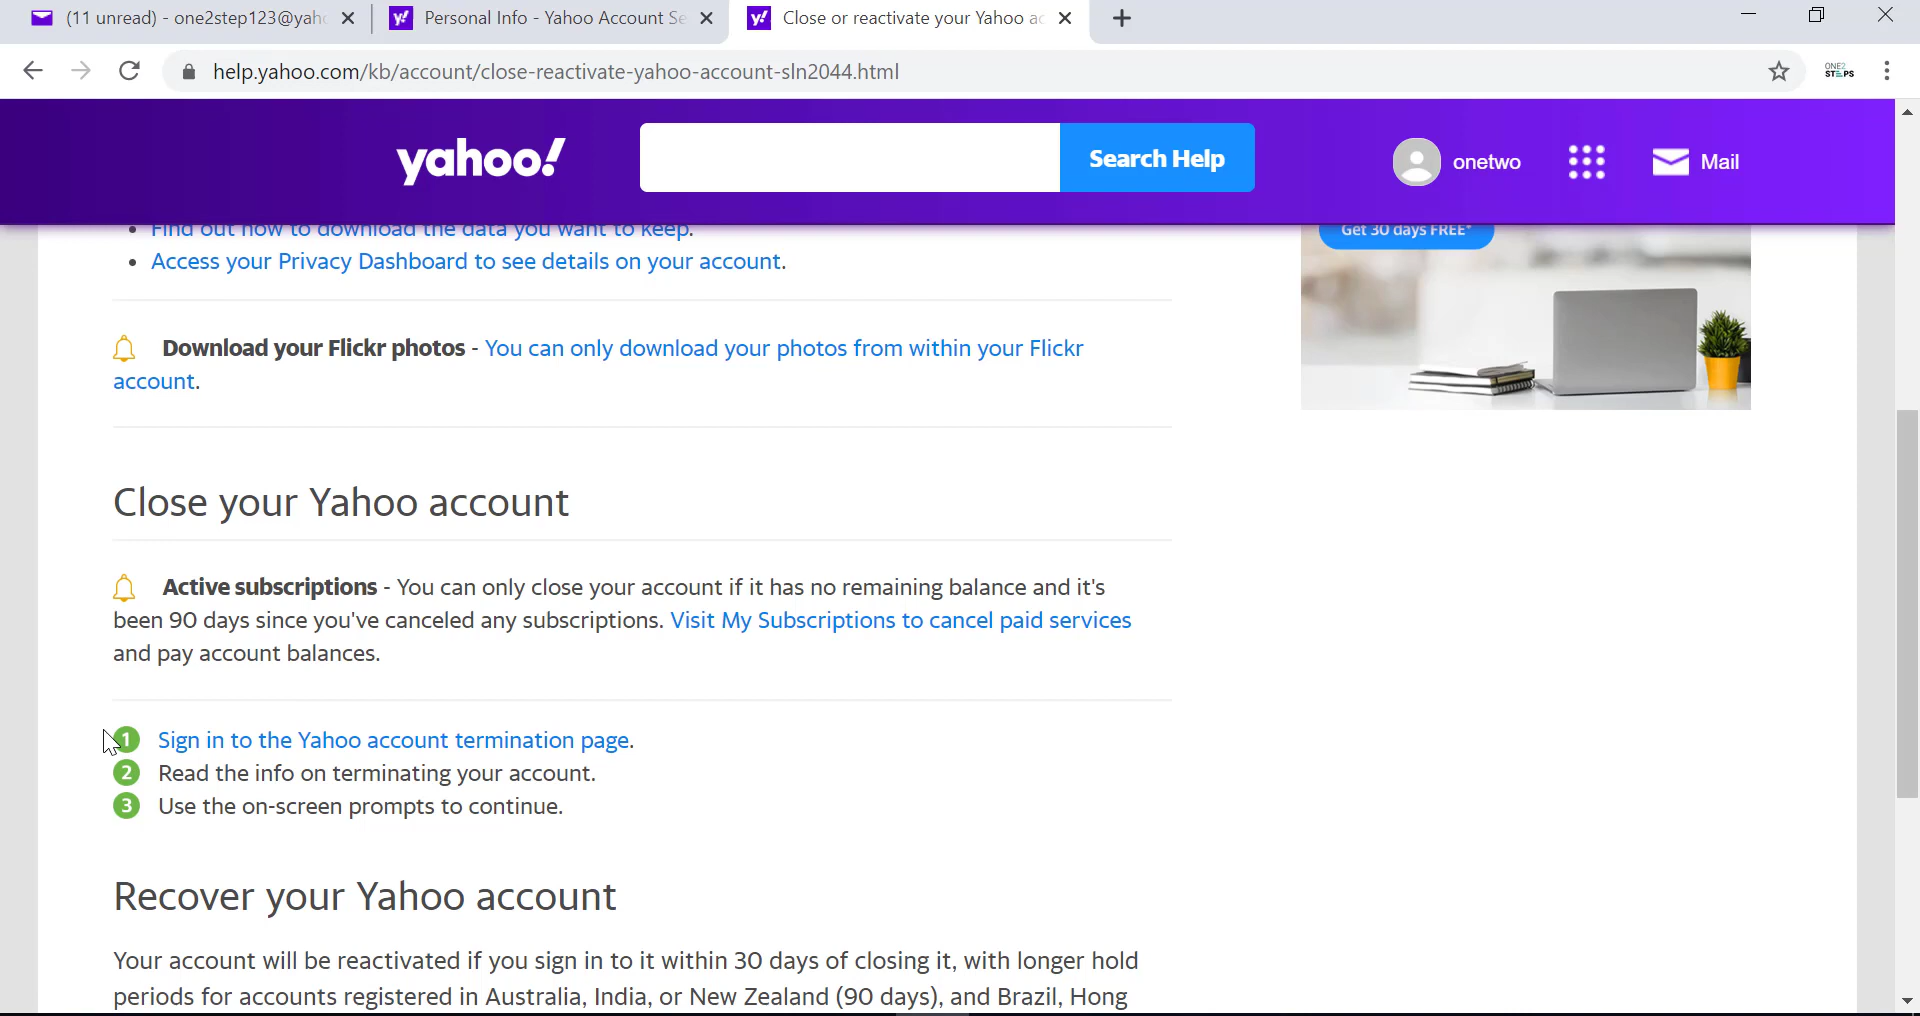 (11 unread) - one2step123@yah
Personal Info - Yahoo Account Se
Close or reactivate your Yahoo ac
help.yahoo.com/kb/account/close-reactivate-yahoo-account-sln2044.html
ONE2
STEPS
yahoo!
Search Help
onetwo
Mail
Find out how to download the data you want to keep.
Get 30 days FREE*
• Access your Privacy Dashboard to see details on your account.
Download your Flickr photos - You can only download your photos from within your Flickr
account.
Close your Yahoo account
Active subscriptions - You can only close your account if it has no remaining balance and it's
been 90 days since you've canceled any subscriptions. Visit My Subscriptions to cancel paid services
and pay account balances.
1 Sign in to the Yahoo account termination page.
2 Read the info on terminating your account.
3 Use the on-screen prompts to continue.
Recover your Yahoo account
Your account will be reactivated if you sign in to it within 30 days of closing it, with longer hold
periods for accounts registered in Australia, India, or New Zealand (90 days), and Brazil, Hong